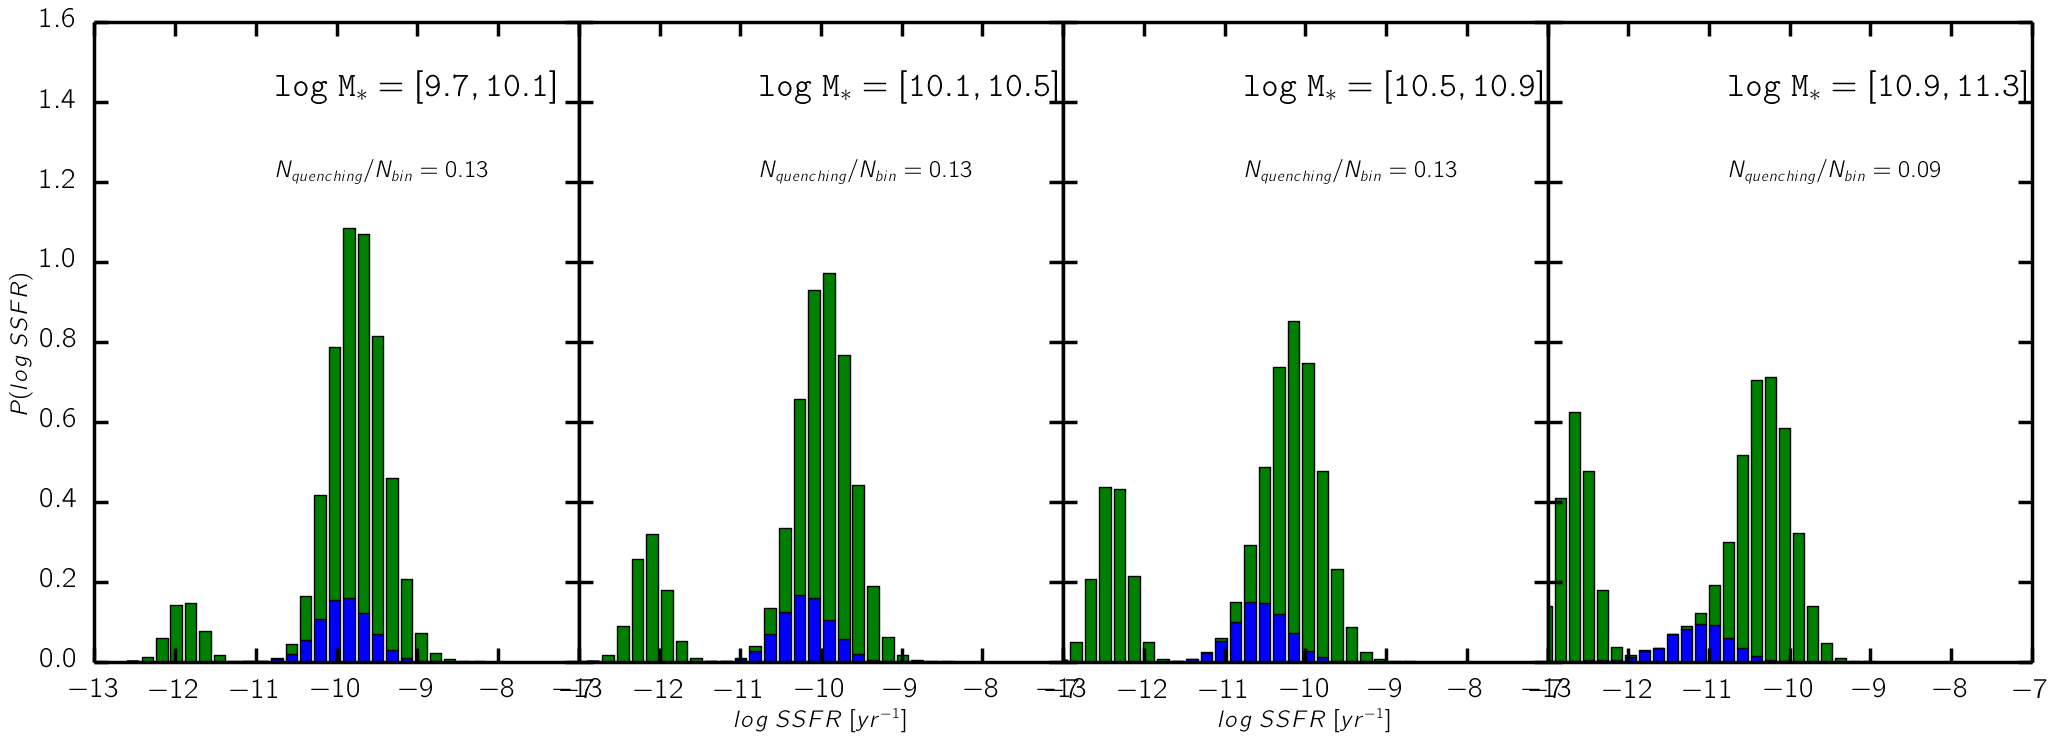 1.6
1.4
1.2
1.0
0.8
0.6
0.4
0.2
0.0
P(log SSFR)
log M* = [9.7, 10.1]
N_quenching/N_bin = 0.13
−13 −12 −11 −10 −9 −8 −7
log M* = [10.1, 10.5]
N_quenching/N_bin = 0.13
−13 −12 −11 −10 −9 −8 −7
log SSFR [yr⁻¹]
log M* = [10.5, 10.9]
N_quenching/N_bin = 0.13
−13 −12 −11 −10 −9 −8 −7
log SSFR [yr⁻¹]
log M* = [10.9, 11.3]
N_quenching/N_bin = 0.09
−13 −12 −11 −10 −9 −8 −7